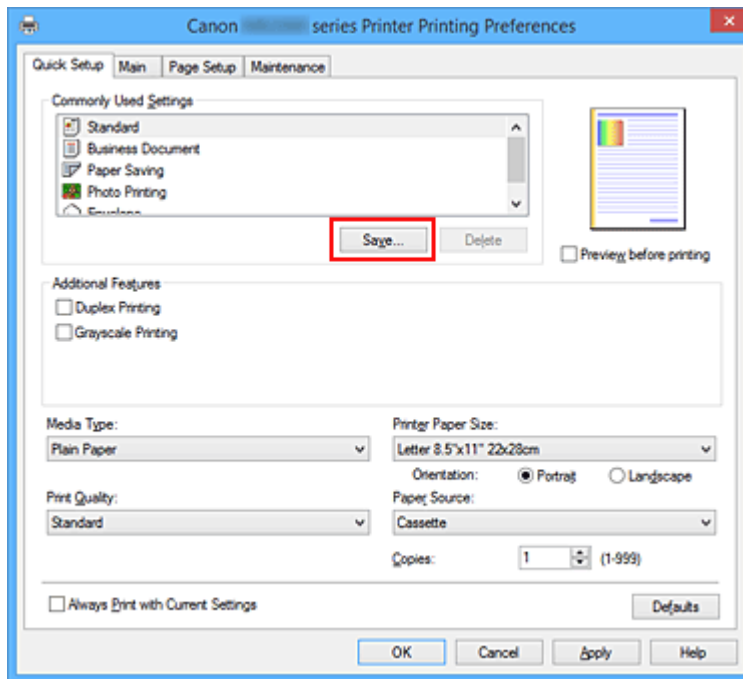 Canon series Printer Printing Preferences
Quick Setup Main Page Setup Maintenance
Commonly Used Settings
Standard
Business Document
Paper Saving
Photo Printing
Envelope
Save... Delete
Preview before printing
Additional Features
Duplex Printing
Grayscale Printing
Media Type: Printer Paper Size:
Plain Paper Letter 8.5"x11" 22x28cm
Orientation: Portrait Landscape
Print Quality: Paper Source:
Standard Cassette
Copies: 1 (1-999)
Always Print with Current Settings Defaults
OK Cancel Apply Help